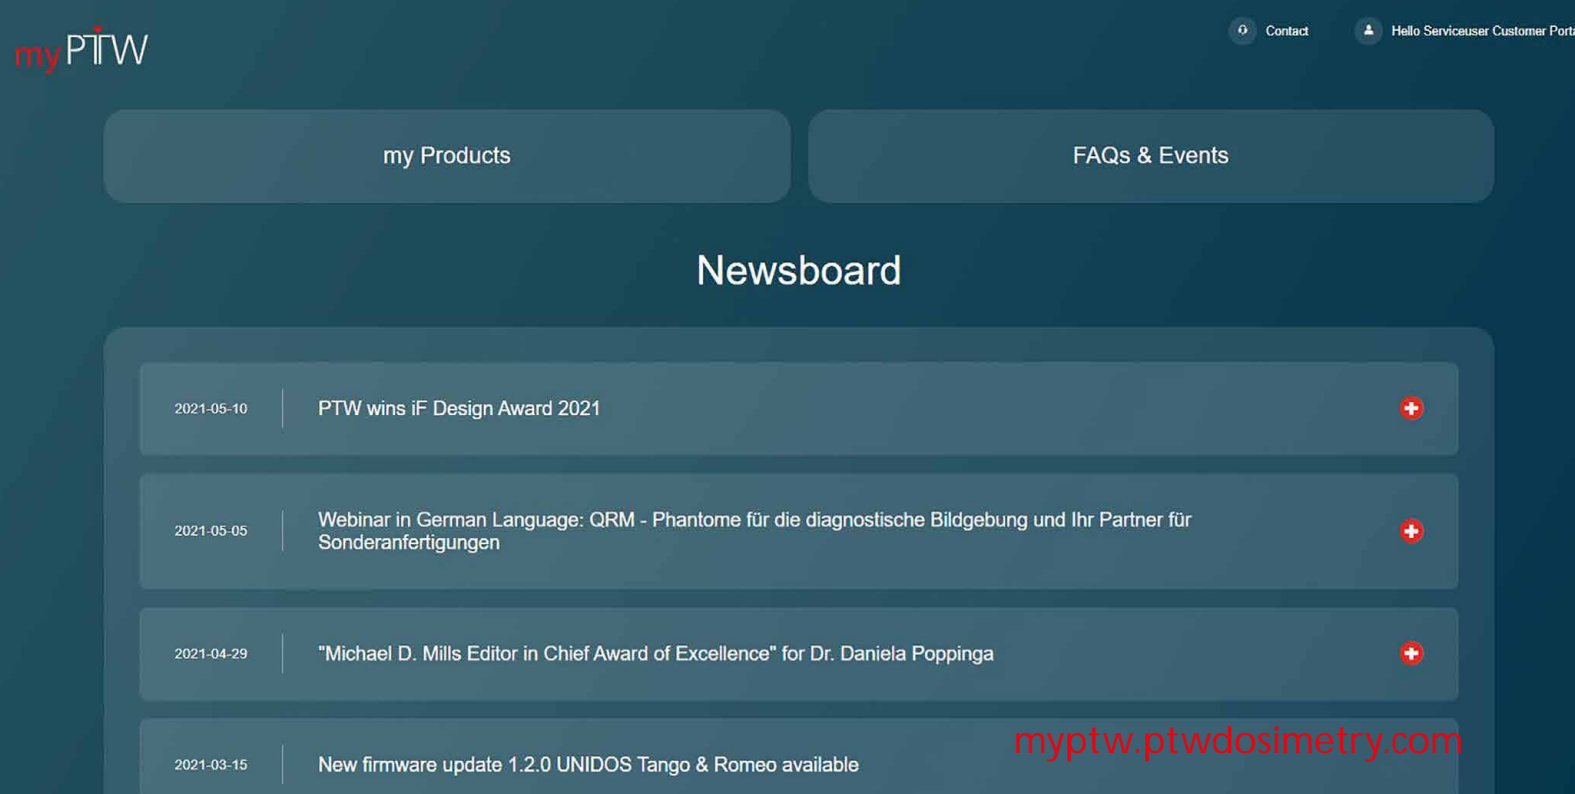 myPTW
Contact
Hello Serviceuser Customer Porta
my Products
FAQs & Events
Newsboard
2021-05-10
PTW wins iF Design Award 2021
2021-05-05
Webinar in German Language: QRM - Phantome für die diagnostische Bildgebung und Ihr Partner für
Sonderanfertigungen
2021-04-29
"Michael D. Mills Editor in Chief Award of Excellence" for Dr. Daniela Poppinga
myptw.ptwdosimetry.com
2021-03-15
New firmware update 1.2.0 UNIDOS Tango & Romeo available